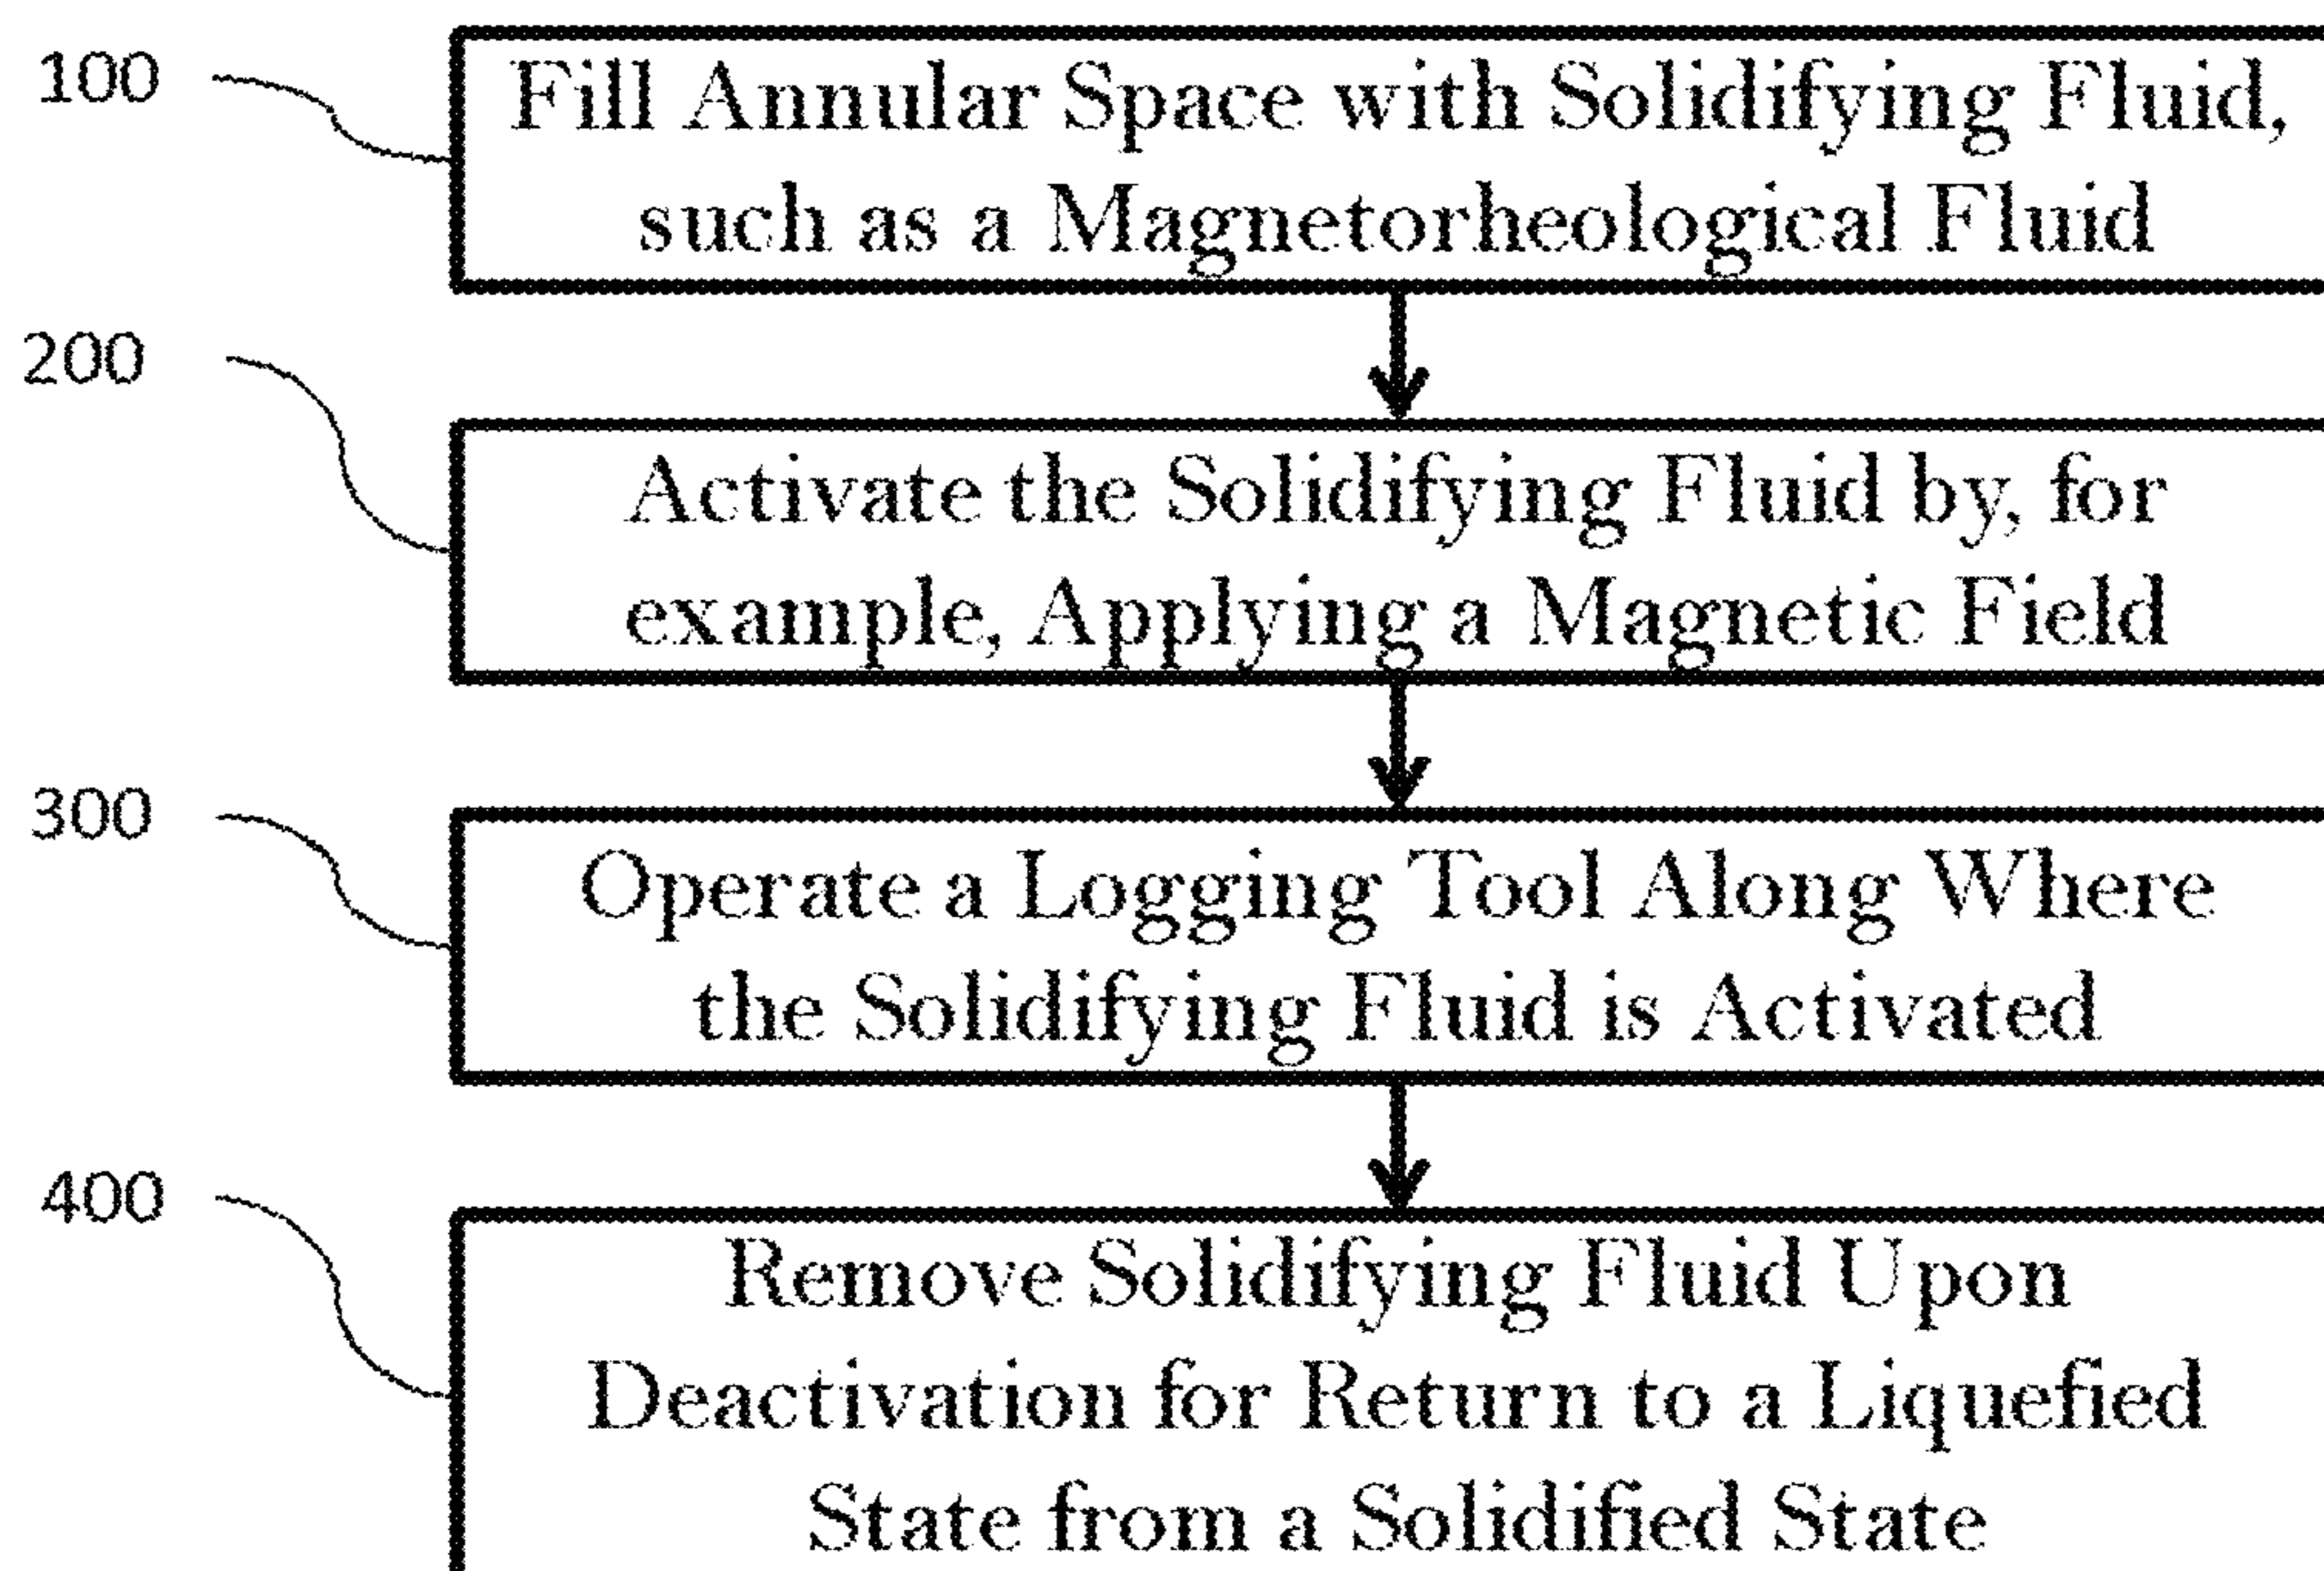 100
Fill Annular Space with Solidifying Fluid,
such as a Magnetorheological Fluid
200
Activate the Solidifying Fluid by, for
example, Applying a Magnetic Field
300
Operate a Logging Tool Along Where
the Solidifying Fluid is Activated
400
Remove Solidifying Fluid Upon
Deactivation for Return to a Liquefied
State from a Solidified State